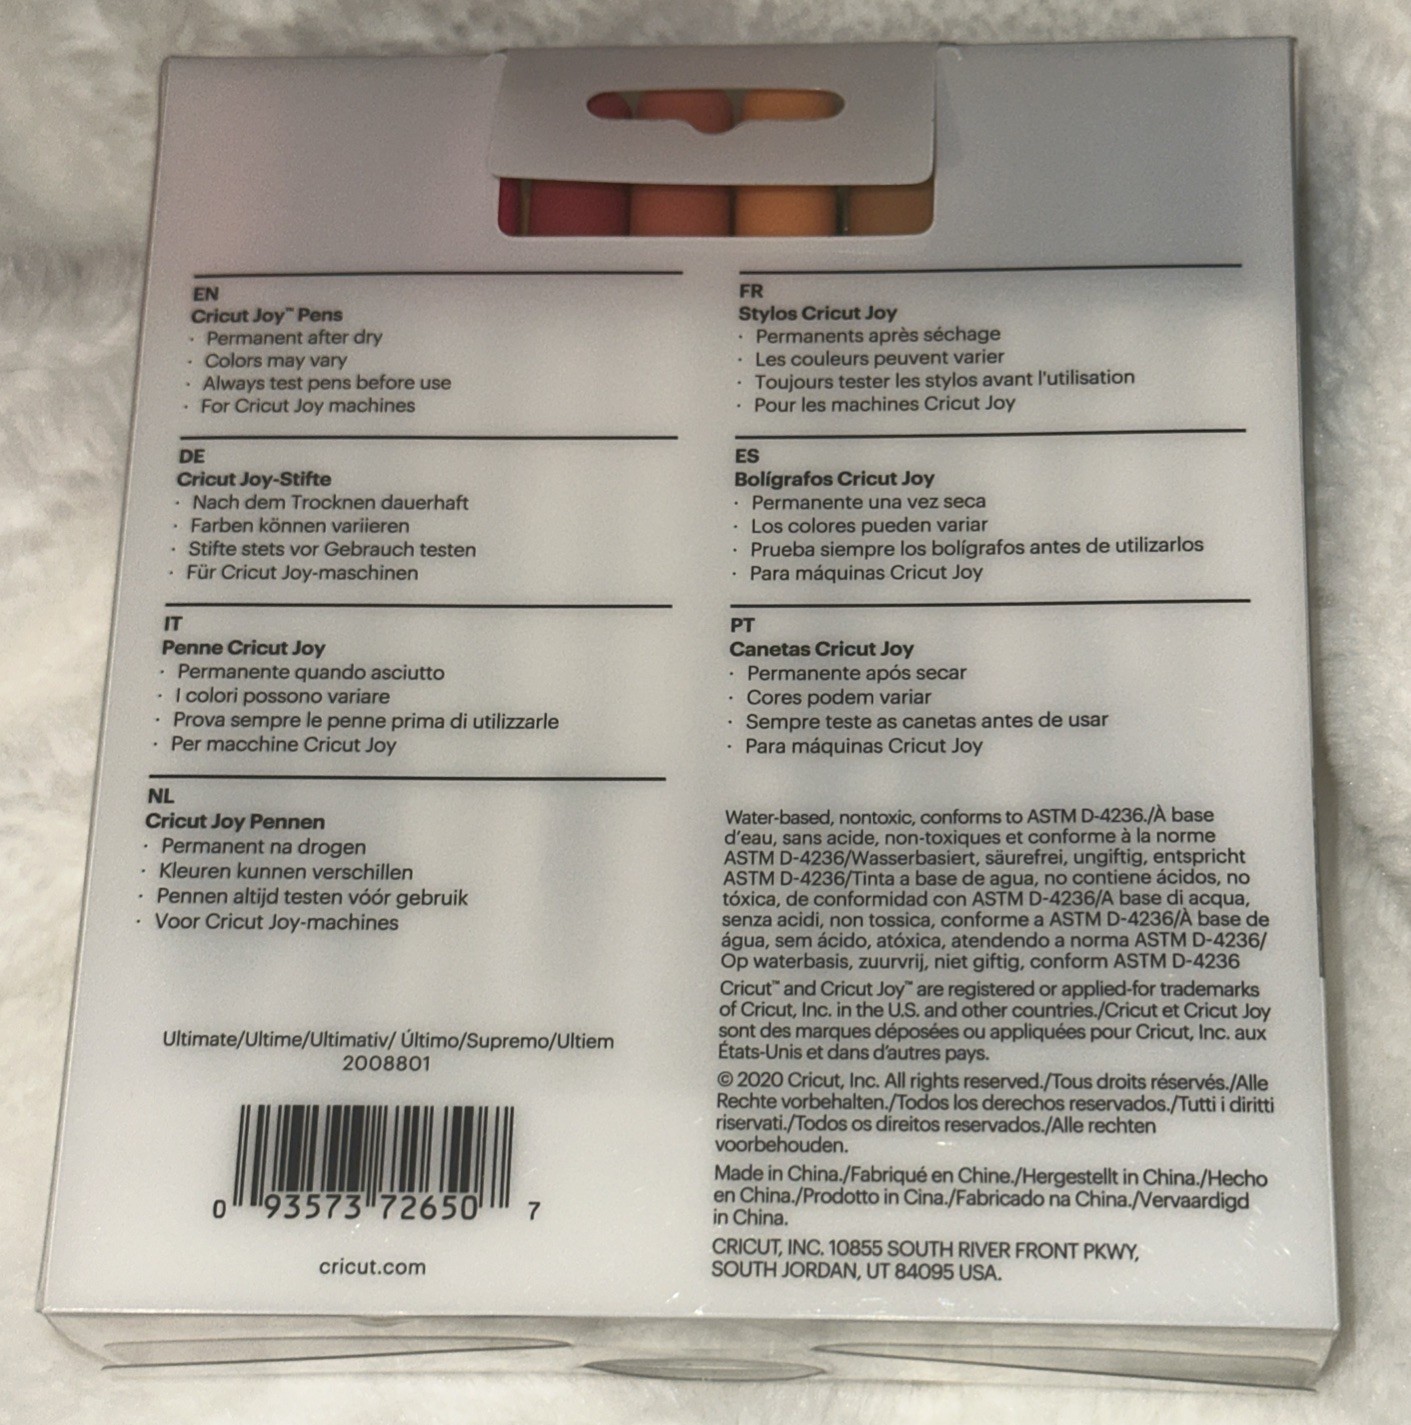 EN
Cricut Joy™ Pens
· Permanent after dry
· Colors may vary
· Always test pens before use
· For Cricut Joy machines
FR
Stylos Cricut Joy
· Permanents après séchage
· Les couleurs peuvent varier
· Toujours tester les stylos avant l'utilisation
· Pour les machines Cricut Joy
DE
Cricut Joy-Stifte
· Nach dem Trocknen dauerhaft
· Farben können variieren
· Stifte stets vor Gebrauch testen
· Für Cricut Joy-maschinen
ES
Bolígrafos Cricut Joy
· Permanente una vez seca
· Los colores pueden variar
· Prueba siempre los bolígrafos antes de utilizarlos
· Para máquinas Cricut Joy
IT
Penne Cricut Joy
· Permanente quando asciutto
· I colori possono variare
· Prova sempre le penne prima di utilizzarle
· Per macchine Cricut Joy
PT
Canetas Cricut Joy
· Permanente após secar
· Cores podem variar
· Sempre teste as canetas antes de usar
· Para máquinas Cricut Joy
NL
Cricut Joy Pennen
· Permanent na drogen
· Kleuren kunnen verschillen
· Pennen altijd testen vóór gebruik
· Voor Cricut Joy-machines
Ultimate/Ultime/Ultimativ/ Último/Supremo/Ultiem
2008801
0 93573 72650 7
cricut.com
Water-based, nontoxic, conforms to ASTM D-4236./À base
d'eau, sans acide, non-toxiques et conforme à la norme
ASTM D-4236/Wasserbasiert, säurefrei, ungiftig, entspricht
ASTM D-4236/Tinta a base de agua, no contiene ácidos, no
tóxica, de conformidad con ASTM D-4236/A base di acqua,
senza acidi, non tossica, conforme a ASTM D-4236/À base de
água, sem ácido, atóxica, atendendo a norma ASTM D-4236/
Op waterbasis, zuurvrij, niet giftig, conform ASTM D-4236
Cricut™ and Cricut Joy™ are registered or applied-for trademarks
of Cricut, Inc. in the U.S. and other countries./Cricut et Cricut Joy
sont des marques déposées ou appliquées pour Cricut, Inc. aux
États-Unis et dans d'autres pays.
© 2020 Cricut, Inc. All rights reserved./Tous droits réservés./Alle
Rechte vorbehalten./Todos los derechos reservados./Tutti i diritti
riservati./Todos os direitos reservados./Alle rechten
voorbehouden.
Made in China./Fabriqué en Chine./Hergestellt in China./Hecho
en China./Prodotto in Cina./Fabricado na China./Vervaardigd
in China.
CRICUT, INC. 10855 SOUTH RIVER FRONT PKWY,
SOUTH JORDAN, UT 84095 USA.